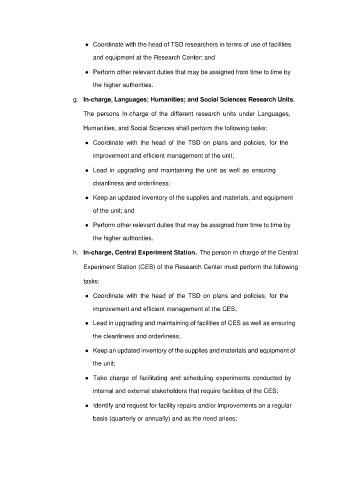 ● Coordinate with the head of TSD researchers in terms of use of facilities
and equipment at the Research Center; and
● Perform other relevant duties that may be assigned from time to time by
the higher authorities.
g. In-charge, Languages; Humanities; and Social Sciences Research Units.
The persons In-charge of the different research units under Languages,
Humanities, and Social Sciences shall perform the following tasks:
● Coordinate with the head of the TSD on plans and policies, for the
improvement and efficient management of the unit;
● Lead in upgrading and maintaining the unit as well as ensuring
cleanliness and orderliness;
● Keep an updated inventory of the supplies and materials, and equipment
of the unit; and
● Perform other relevant duties that may be assigned from time to time by
the higher authorities.
h. In-charge, Central Experiment Station. The person in charge of the Central
Experiment Station (CES) of the Research Center must perform the following
tasks:
● Coordinate with the head of the TSD on plans and policies, for the
improvement and efficient management of the CES;
● Lead in upgrading and maintaining of facilities of CES as well as ensuring
the cleanliness and orderliness;
● Keep an updated inventory of the supplies and materials and equipment of
the unit;
● Take charge of facilitating and scheduling experiments conducted by
internal and external stakeholders that require facilities of the CES;
● Identify and request for facility repairs and/or improvements on a regular
basis (quarterly or annually) and as the need arises;